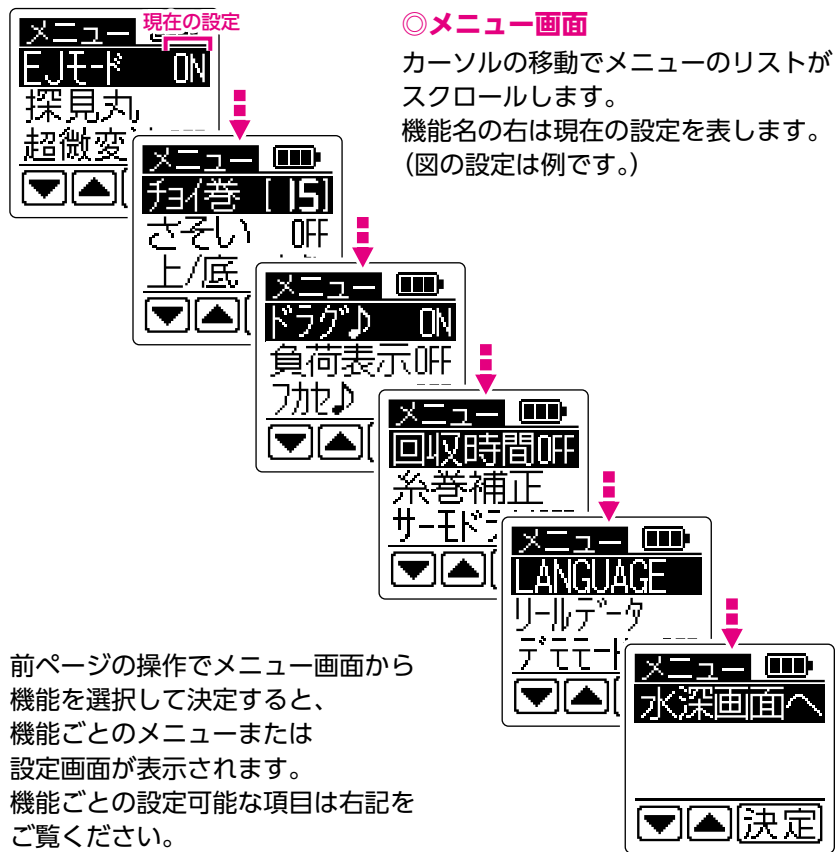 現在の設定
メニュー
EJモード ON
探見丸
超微変
▼▲
◎メニュー画面
カーソルの移動でメニューのリストが
スクロールします。
機能名の右は現在の設定を表します。
(図の設定は例です。)
メニュー
チョイ巻 [ 15]
さそい OFF
上/底
▼▲
メニュー
ドラグ♪ ON
負荷表示OFF
フカセ♪
▼▲
メニュー
回収時間OFF
糸巻補正
サーモドラ
▼▲
メニュー
LANGUAGE
リールデータ
デモモード
▼▲
メニュー
水深画面へ
▼▲決定
前ページの操作でメニュー画面から
機能を選択して決定すると、
機能ごとのメニューまたは
設定画面が表示されます。
機能ごとの設定可能な項目は右記を
ご覧ください。